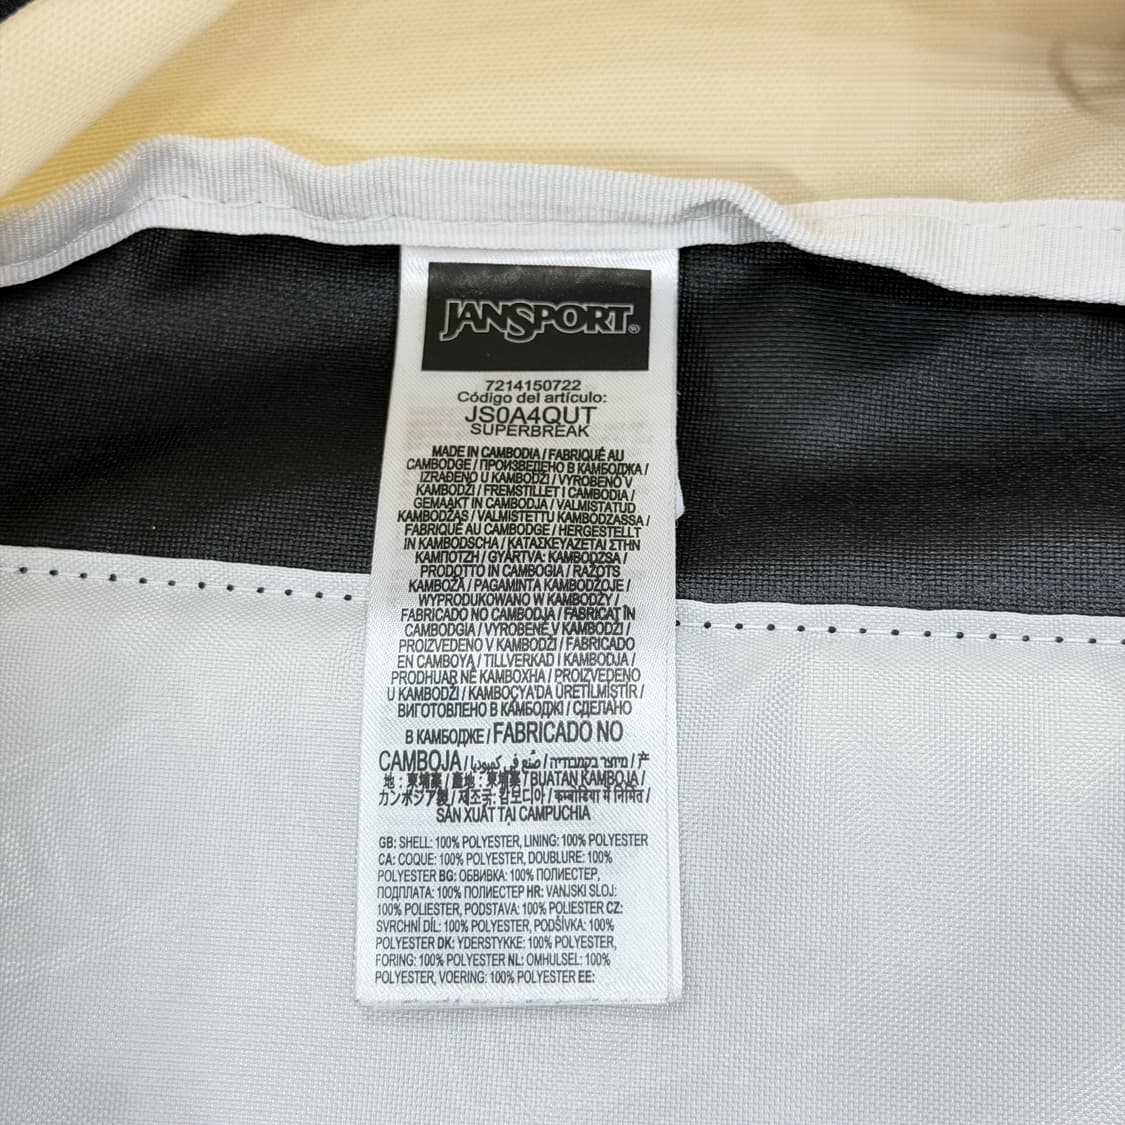 JANSPORT®
7214150722
Código del artículo:
JS0A4QUT
SUPERBREAK
MADE IN CAMBODIA / FABRIQUÉ AU
CAMBODGE / ПРОИЗВЕДЕНО В КАМБОДЖА /
IZRAĐENO U KAMBODŽI / VYROBENO V
KAMBODŽI / FREMSTILLET I CAMBODIA /
GEMAAKT IN CAMBODJA / VALMISTATUD
KAMBODŽAS / VALMISTETTU KAMBODZASSA /
FABRIQUÉ AU CAMBODGE / HERGESTELLT
IN KAMBODSCHA / ΚΑΤΑΣΚΕΥΑΖΕΤΑΙ ΣΤΗΝ
ΚΑΜΠΟΤΖΗ / GYÁRTVA: KAMBODZSA /
PRODOTTO IN CAMBOGIA / RAŽOTS
KAMBOŽĀ / PAGAMINTA KAMBODŽOJE /
WYPRODUKOWANO W KAMBODŻY /
FABRICADO NO CAMBODJA / FABRICAT ÎN
CAMBODGIA / VYROBENÉ V KAMBODŽI /
PROIZVEDENO V KAMBODŽI / FABRICADO
EN CAMBOYA / TILLVERKAD I KAMBODJA /
PRODHUAR NË KAMBOXHA / PROIZVEDENO
U KAMBODŽI / KAMBOÇYA'DA ÜRETİLMİŞTİR /
ВИГОТОВЛЕНО В КАМБОДЖІ / СДЕЛАНО
В КАМБОДЖЕ / FABRICADO NO
CAMBOJA / صُنع في كمبوديا / מיוצר בקמבודיה / 产
地：柬埔寨 / 產地：柬埔寨 / BUATAN KAMBOJA /
カンボジア製 / 제조국: 캄보디아 / कम्बोडिया में निर्मित /
SẢN XUẤT TẠI CAMPUCHIA
GB: SHELL: 100% POLYESTER, LINING: 100% POLYESTER
CA: COQUE: 100% POLYESTER, DOUBLURE: 100%
POLYESTER BG: ОБВИВКА: 100% ПОЛИЕСТЕР,
ПОДПЛАТА: 100% ПОЛИЕСТЕР HR: VANJSKI SLOJ:
100% POLIESTER, PODSTAVA: 100% POLIESTER CZ:
SVRCHNÍ DÍL: 100% POLYESTER, PODŠÍVKA: 100%
POLYESTER DK: YDERSTYKKE: 100% POLYESTER,
FORING: 100% POLYESTER NL: OMHULSEL: 100%
POLYESTER, VOERING: 100% POLYESTER EE: